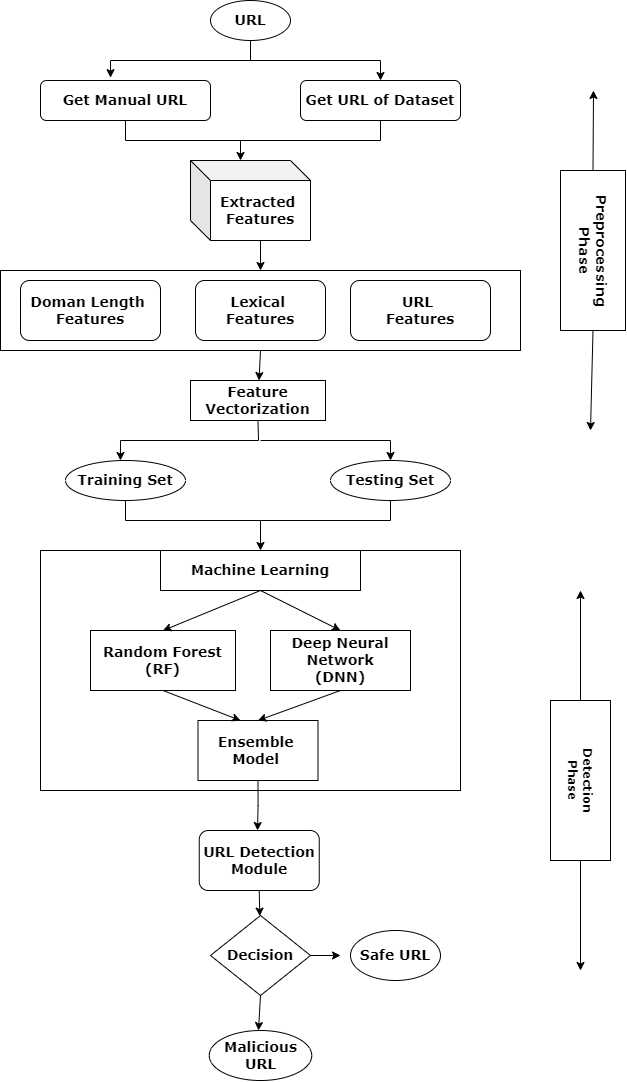 URL
Get Manual URL
Get URL of Dataset
Extracted
Features
Doman Length
Features
Lexical
Features
URL
Features
Preprocessing
Phase
Feature
Vectorization
Training Set
Testing Set
Machine Learning
Random Forest
(RF)
Deep Neural
Network
(DNN)
Ensemble
Model
Detection
Phase
URL Detection
Module
Decision
Safe URL
Malicious
URL